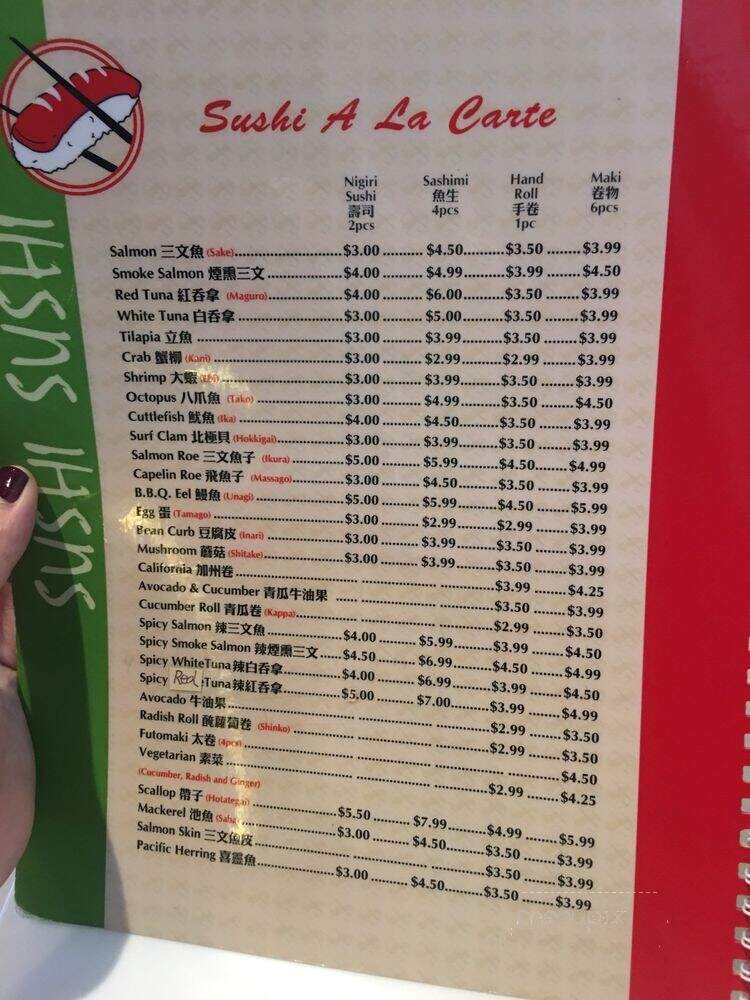 Sushi A La Carte
Nigiri Sushi 壽司 2pcs Sashimi 魚生 4pcs Hand Roll 手卷 1pc Maki 卷物 6pcs
Salmon 三文魚 (Sake) $3.00 $4.50 $3.50 $3.99
Smoke Salmon 煙熏三文 $4.00 $4.99 $3.99 $4.50
Red Tuna 紅吞拿 (Maguro) $4.00 $6.00 $3.50 $3.99
White Tuna 白吞拿 $3.00 $5.00 $3.50 $3.99
Tilapia 立魚 $3.00 $3.99 $3.50 $3.99
Crab 蟹柳 (Kani) $3.00 $2.99 $2.99 $3.99
Shrimp 大蝦 (Ebi) $3.00 $3.99 $3.50 $3.99
Octopus 八爪魚 (Tako) $3.00 $4.99 $3.50 $4.50
Cuttlefish 魷魚 (Ika) $4.00 $4.50 $3.50 $3.99
Surf Clam 北極貝 (Hokkigai) $3.00 $3.99 $3.50 $3.99
Salmon Roe 三文魚子 (Ikura) $5.00 $5.99 $4.50 $4.99
Capelin Roe 飛魚子 (Massago) $3.00 $4.50 $3.50 $3.99
B.B.Q. Eel 鰻魚 (Unagi) $5.00 $5.99 $4.50 $5.99
Egg 蛋 (Tamago) $3.00 $2.99 $2.99 $3.99
Bean Curb 豆腐皮 (Inari) $3.00 $3.99 $3.50 $3.99
Mushroom 蘑菇 (Shitake) $3.00 $3.99 $3.50 $3.99
California 加州卷 $3.99 $4.25
Avocado & Cucumber 青瓜牛油果 $3.50 $3.99
Cucumber Roll 青瓜卷 (Kappa) $2.99 $3.50
Spicy Salmon 辣三文魚 $4.00 $5.99 $3.99 $4.50
Spicy Smoke Salmon 辣煙熏三文 $4.50 $6.99 $4.50 $4.99
Spicy WhiteTuna 辣白吞拿 $4.00 $6.99 $3.99 $4.50
Spicy Red Tuna 辣紅吞拿 $5.00 $7.00 $3.99 $4.99
Avocado 牛油果 $2.99 $3.50
Radish Roll 醃蘿蔔卷 (Shinko) $2.99 $3.50
Futomaki 太卷 (4pcs) $4.50
Vegetarian 素菜 $2.99 $4.25
(Cucumber, Radish and Ginger)
Scallop 帶子 (Hotategai) $5.50 $7.99 $4.99 $5.99
Mackerel 池魚 (Saba) $3.00 $4.50 $3.50 $3.99
Salmon Skin 三文魚皮 $3.50 $3.99
Pacific Herring 喜靈魚 $3.00 $4.50 $3.50 $3.99
SUSHI SUSHI